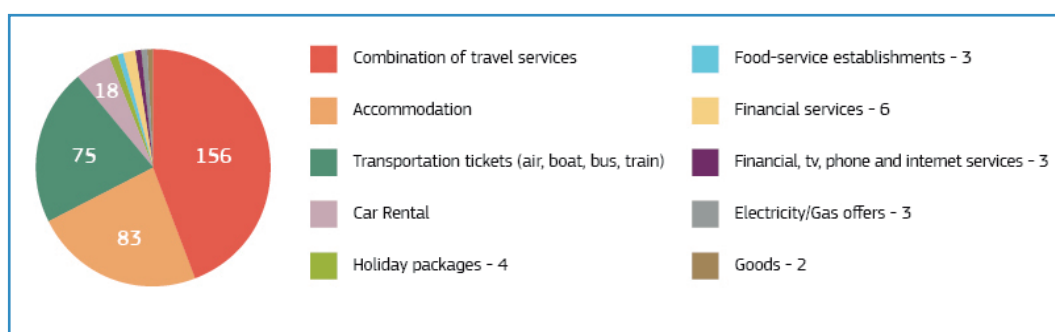 156
83
75
18
Combination of travel services
Accommodation
Transportation tickets (air, boat, bus, train)
Car Rental
Holiday packages - 4
Food-service establishments - 3
Financial services - 6
Financial, tv, phone and internet services - 3
Electricity/Gas offers - 3
Goods - 2